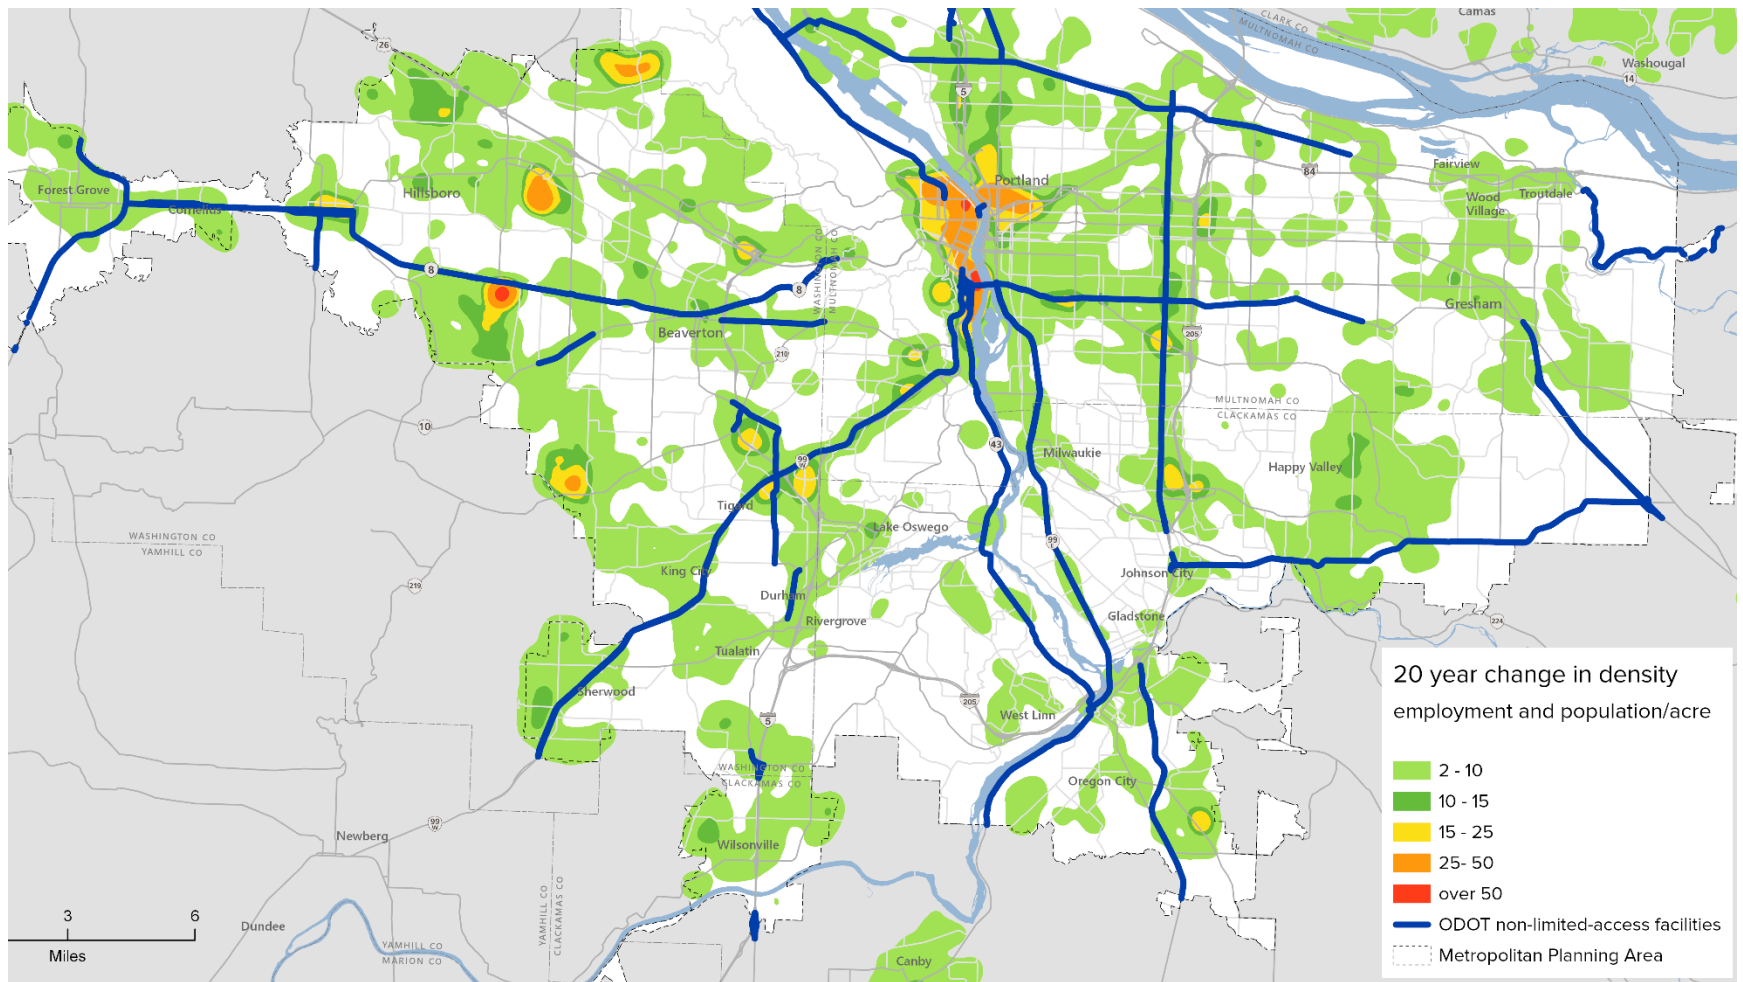 Camas
CLARK CO
MULTNOMAH CO
26
Washougal
14
5
Portland
84
Fairview
Forest Grove
Hillsboro
Wood
Village
Troutdale
Cornelius
WASHINGTON CO
MULTNOMAH CO
8
8
Gresham
Beaverton
205
210
MULTNOMAH CO
CLACKAMAS CO
10
43
Milwaukie
99
W
Happy Valley
Tigard
Lake Oswego
WASHINGTON CO
YAMHILL CO
99
E
King City
Johnson City
219
Durham
Rivergrove
Gladstone
224
Tualatin
Sherwood
205
West Linn
5
WASHINGTON CO
CLACKAMAS CO
Oregon City
99
W
Newberg
Wilsonville
YAMHILL CO
CLACKAMAS CO
Dundee
YAMHILL CO
MARION CO
Canby
3 6
Miles
20 year change in density
employment and population/acre
2 - 10
10 - 15
15 - 25
25- 50
over 50
ODOT non-limited-access facilities
Metropolitan Planning Area